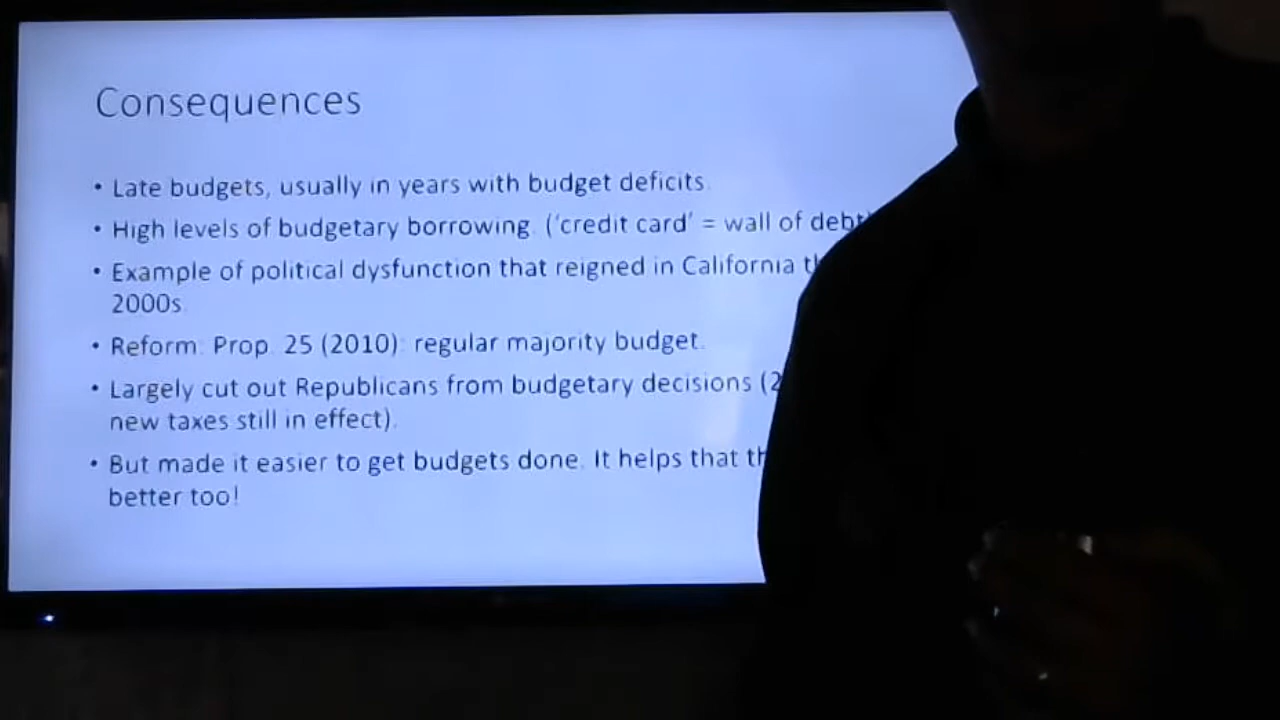 Consequences
• Late budgets, usually in years with budget deficits.
• High levels of budgetary borrowing. ('credit card' = wall of debt
• Example of political dysfunction that reigned in California
2000s.
• Reform: Prop. 25 (2010): regular majority budget.
• Largely cut out Republicans from budgetary decisions (2
new taxes still in effect).
• But made it easier to get budgets done. It helps that
better too!